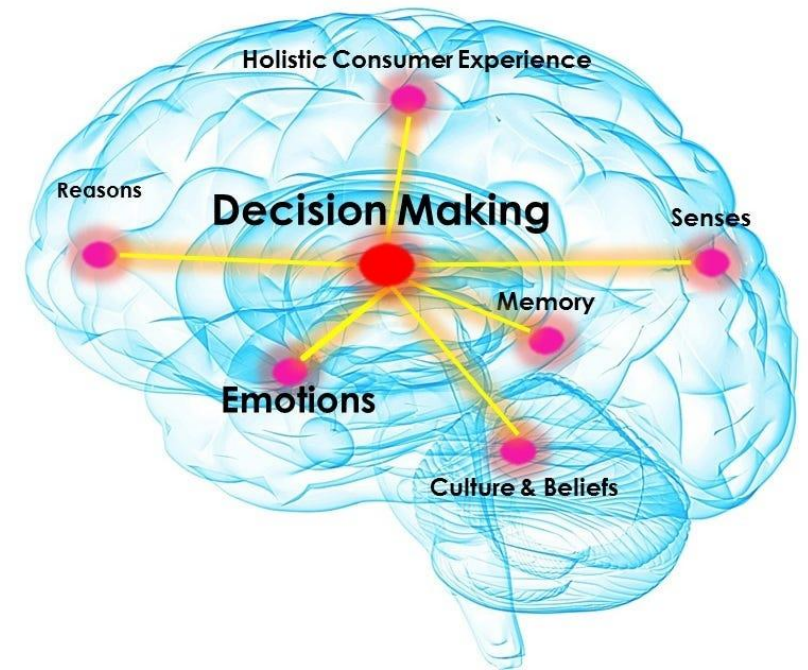 Holistic Consumer Experience
Reasons
Decision Making
Senses
Memory
Emotions
Culture & Beliefs